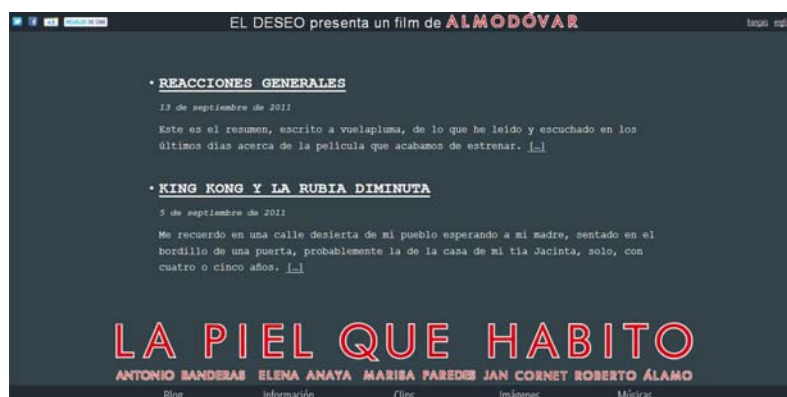 EL DESEO presenta un film de ALMODÓVAR
français
• REACCIONES GENERALES
13 de septiembre de 2011
Este es el resumen, escrito a vuelapluma, de lo que he leído y escuchado en los
últimos días acerca de la película que acabamos de estrenar. […]
• KING KONG Y LA RUBIA DIMINUTA
5 de septiembre de 2011
Me recuerdo en una calle desierta de mi pueblo esperando a mi madre, sentado en el
bordillo de una puerta, probablemente la de la casa de mi tía Jacinta, solo, con
cuatro o cinco años. […]
LA PIEL QUE HABITO
ANTONIO BANDERAS ELENA ANAYA MARISA PAREDES JAN CORNET ROBERTO ÁLAMO
Blog Información Clips Imágenes Músicas